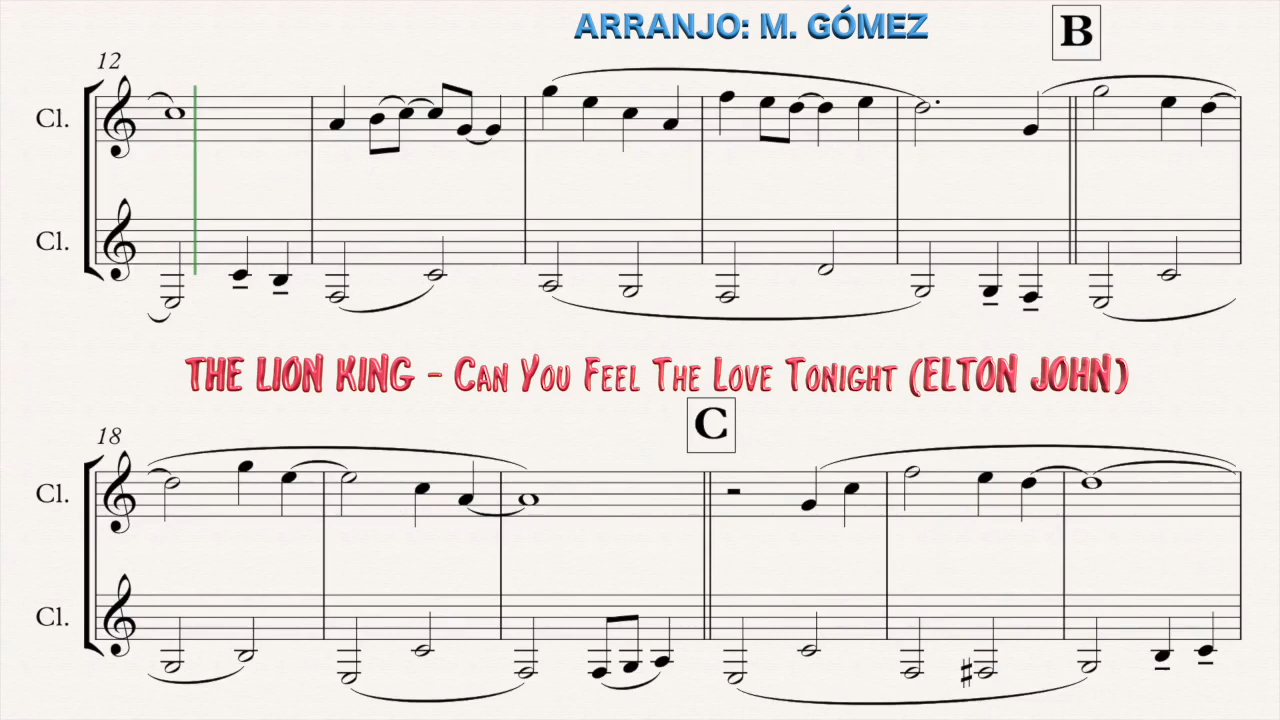 ARRANJO: M. GÓMEZ
B
12
Cl.
Cl.
THE LION KING - CAN YOU FEEL THE LOVE TONIGHT (ELTON JOHN)
C
18
Cl.
Cl.